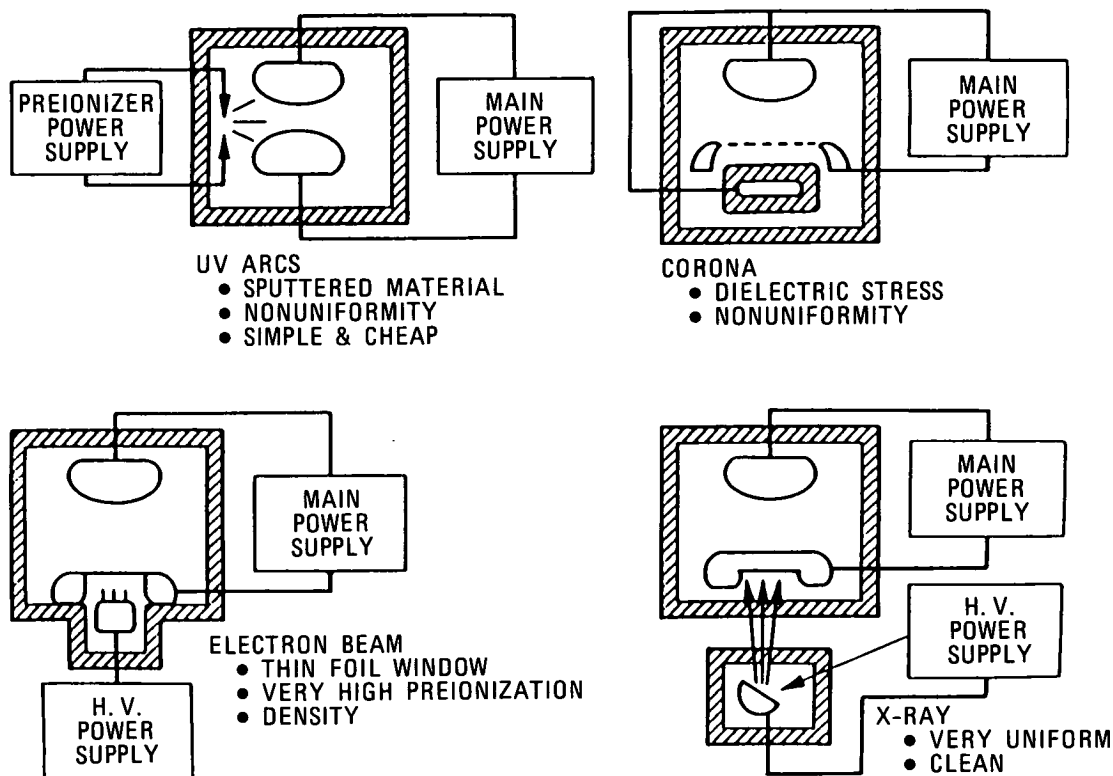 PREIONIZER
POWER
SUPPLY
MAIN
POWER
SUPPLY
UV ARCS
● SPUTTERED MATERIAL
● NONUNIFORMITY
● SIMPLE & CHEAP
MAIN
POWER
SUPPLY
CORONA
● DIELECTRIC STRESS
● NONUNIFORMITY
MAIN
POWER
SUPPLY
ELECTRON BEAM
● THIN FOIL WINDOW
● VERY HIGH PREIONIZATION
● DENSITY
H. V.
POWER
SUPPLY
MAIN
POWER
SUPPLY
H. V.
POWER
SUPPLY
X-RAY
● VERY UNIFORM
● CLEAN